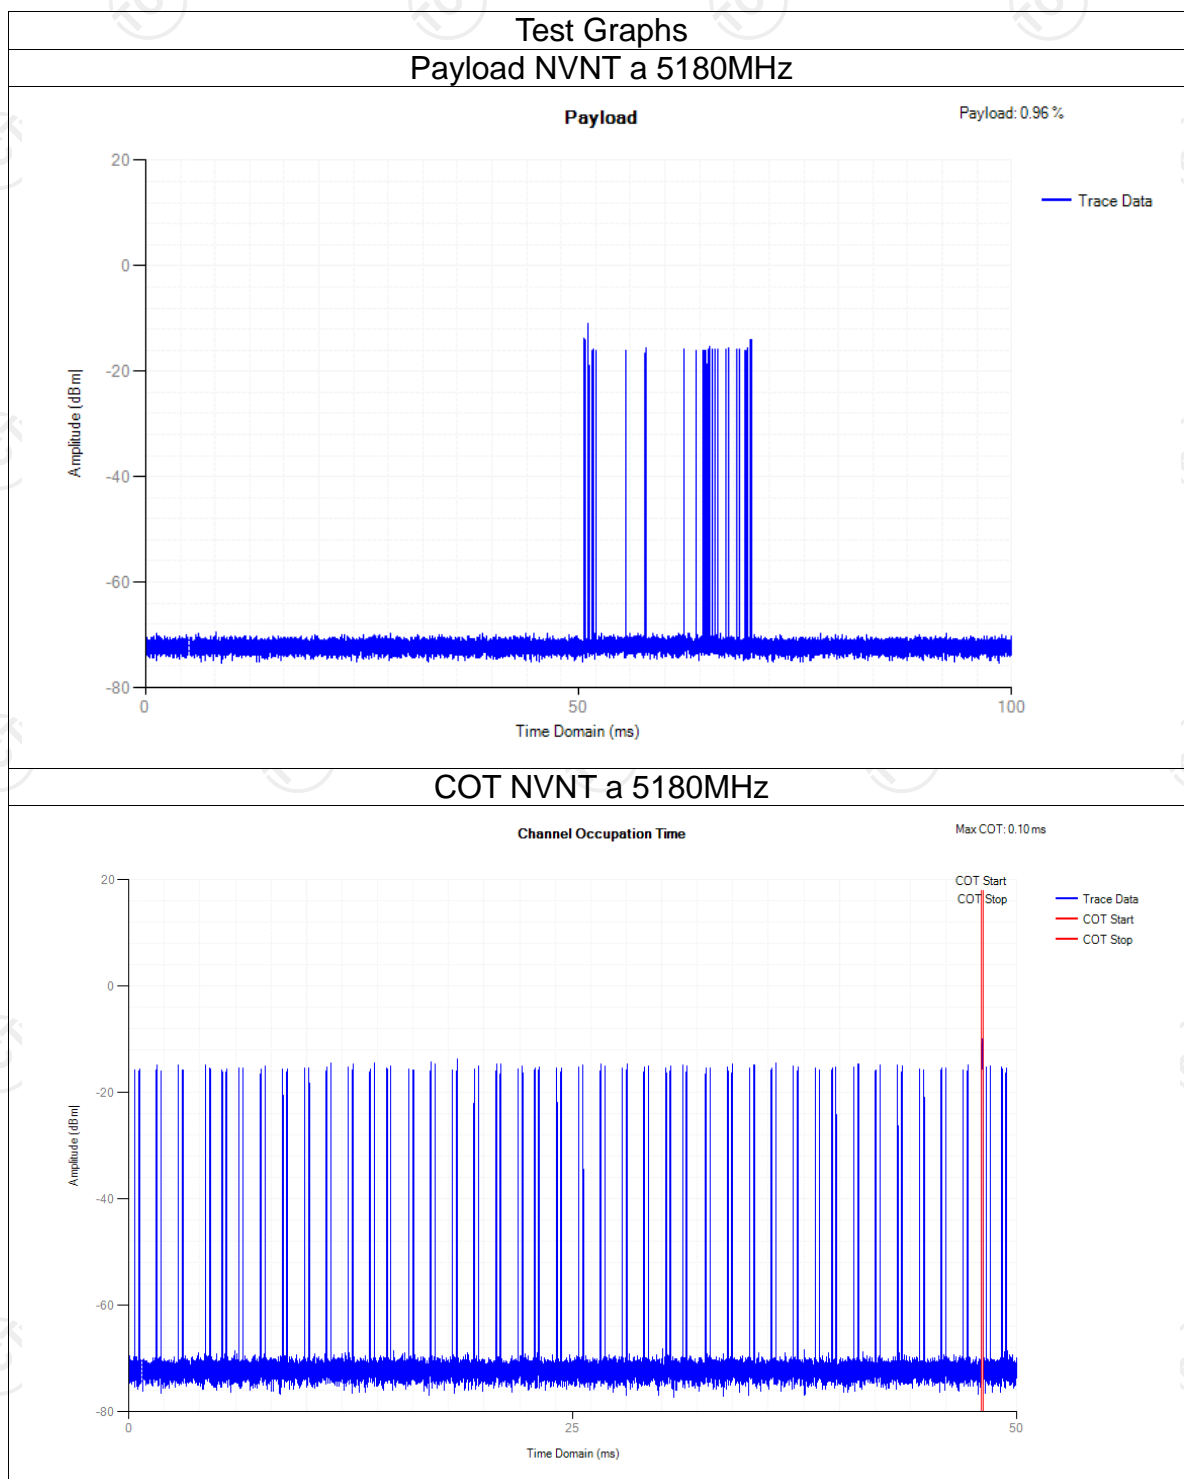 Test Graphs
Payload NVNT a 5180MHz
Payload
Payload: 0.96 %
20
0
-20
-40
-60
-80
Amplitude [dBm]
Trace Data
0
50
100
Time Domain (ms)
COT NVNT a 5180MHz
Channel Occupation Time
Max COT: 0.10 ms
COT Start
COT Stop
20
0
-20
-40
-60
-80
Amplitude [dBm]
Trace Data
COT Start
COT Stop
0
25
50
Time Domain (ms)